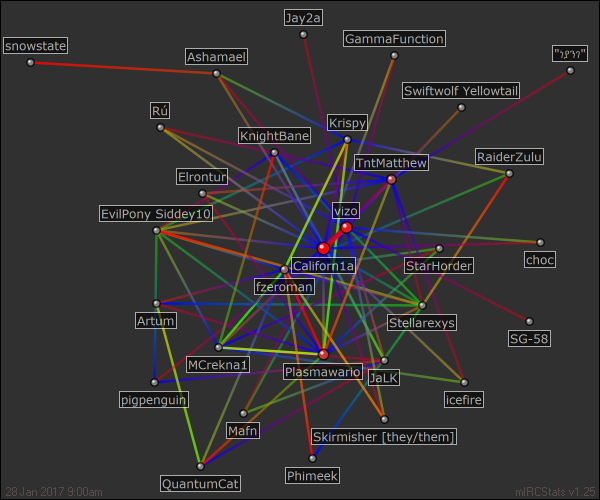 Jay2a
GammaFunction
snowstate
Ashamael
Swiftwolf Yellowtail
Rú
Krispy
KnightBane
TntMatthew
RaiderZulu
Elrontur
EvilPony Siddey10
vizo
choc
Californ1a
StarHorder
fzeroman
Artum
Stellarexys
SG-58
MCrekna1
Plasmawario
JaLK
pigpenguin
icefire
Mafn
Skirmisher [they/them]
QuantumCat
Phimeek
28 Jan 2017 9:00am
mIRCStats v1.25